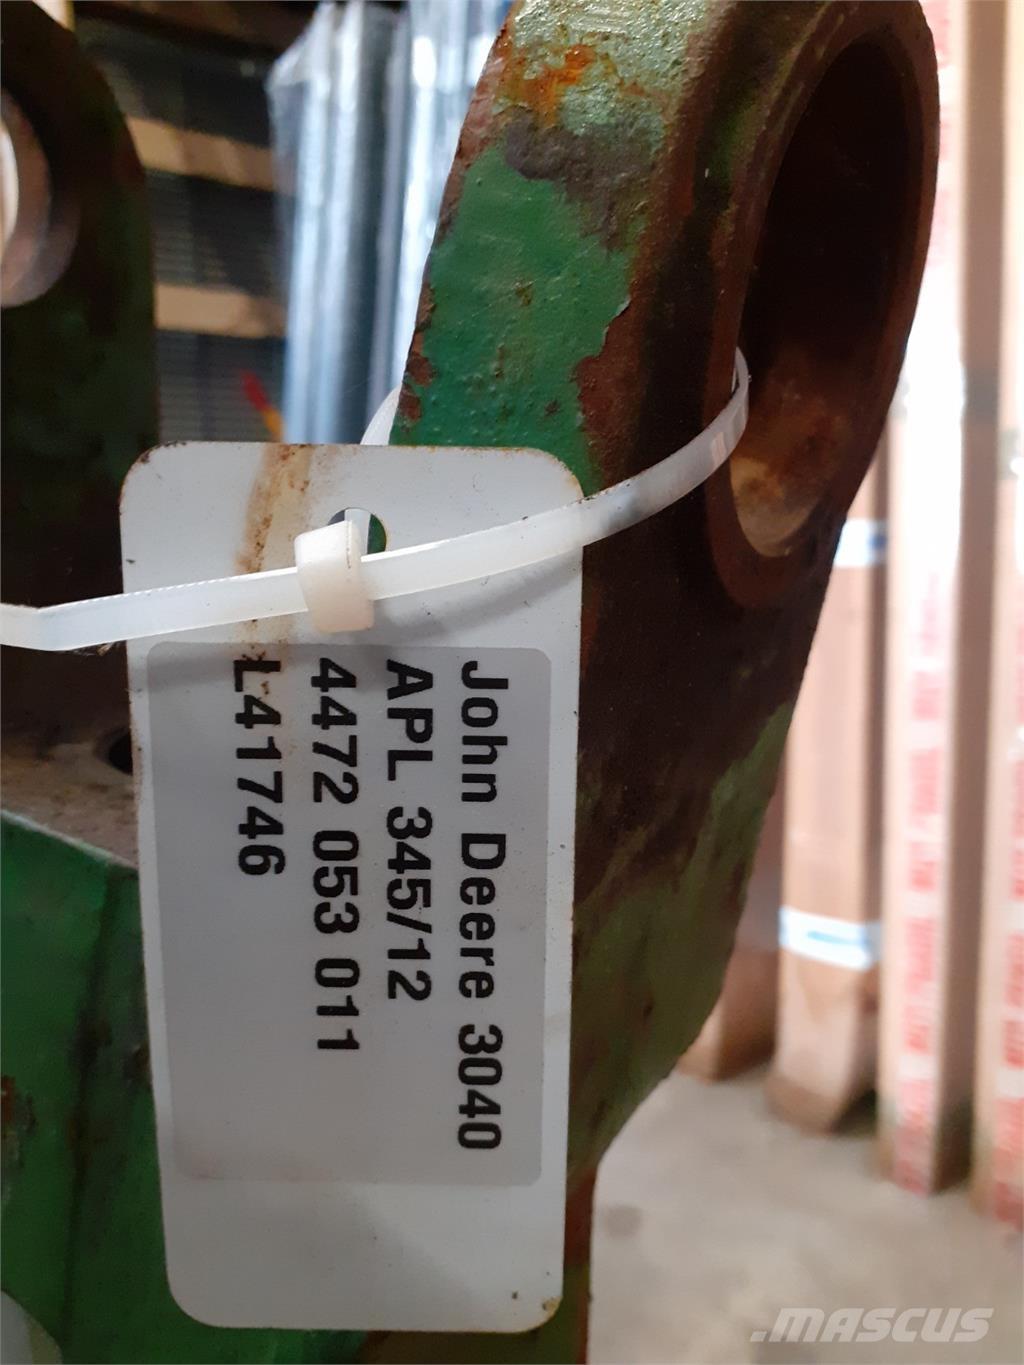 John Deere 3040
APL 345/12
4472 053 011
L41746
MASCUS